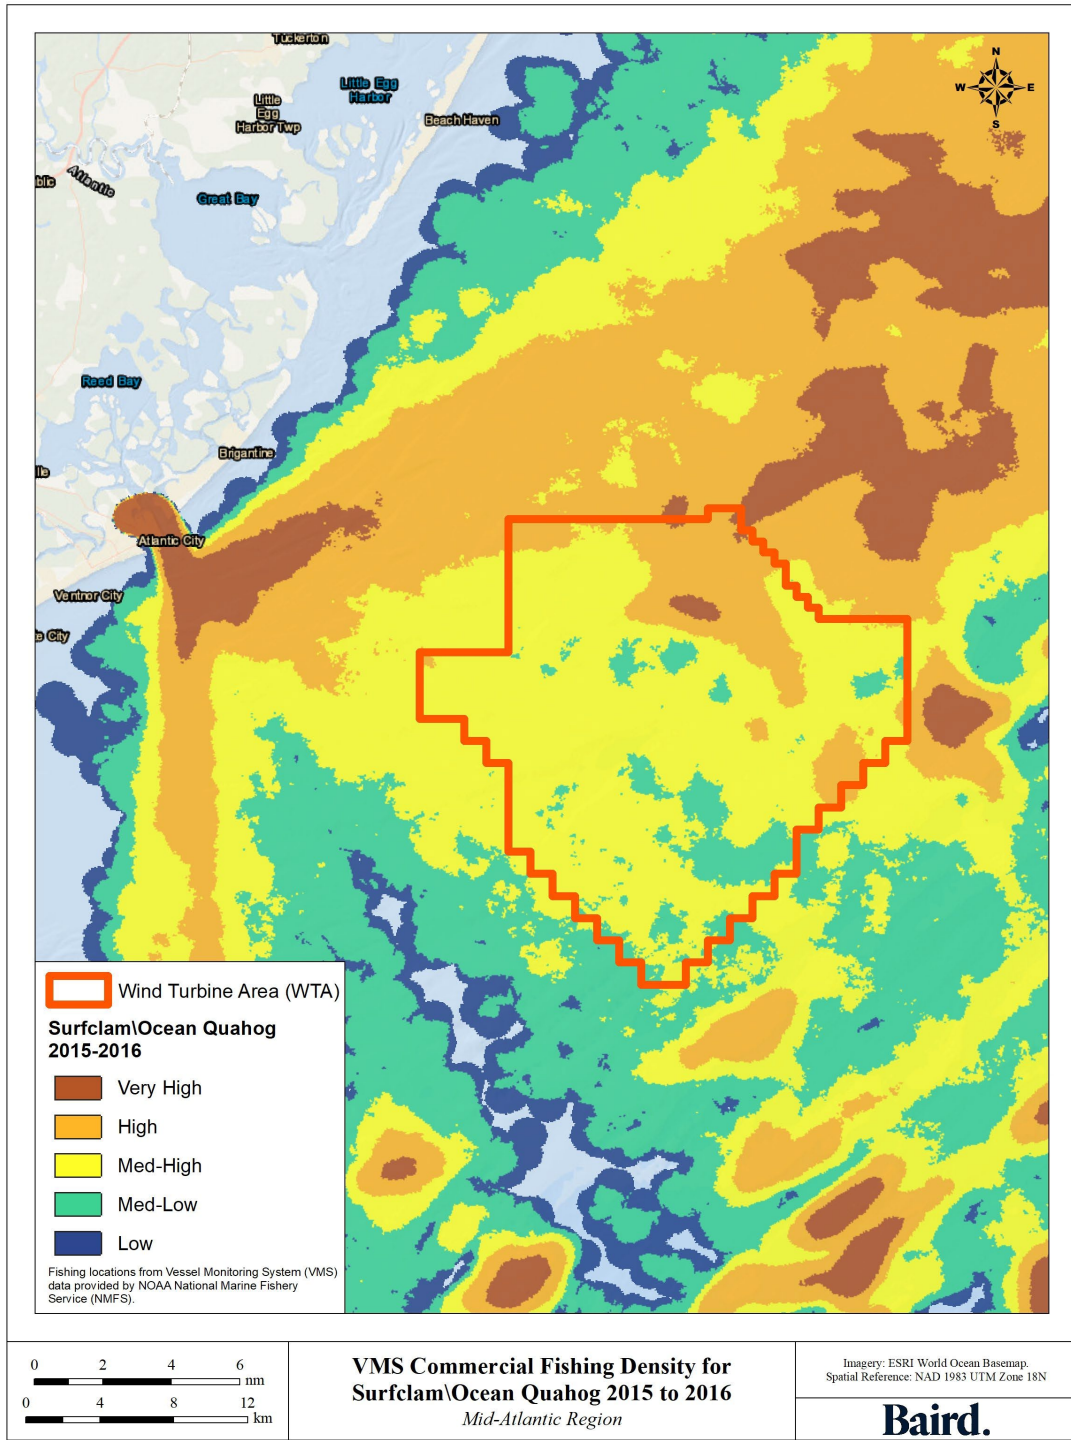 Tuckerton
Little Egg
Harbor
Little
Egg
Harbor Twp
Beach Haven
N
W E
S
blic
Atlantic
Great Bay
Reed Bay
Brigantine
lle
Atlantic City
Ventnor City
e City
Wind Turbine Area (WTA)
Surfclam\Ocean Quahog
2015-2016
Very High
High
Med-High
Med-Low
Low
Fishing locations from Vessel Monitoring System (VMS)
data provided by NOAA National Marine Fishery
Service (NMFS).
0 2 4 6
nm
0 4 8 12
km
VMS Commercial Fishing Density for
Surfclam\Ocean Quahog 2015 to 2016
Mid-Atlantic Region
Imagery: ESRI World Ocean Basemap.
Spatial Reference: NAD 1983 UTM Zone 18N
Baird.